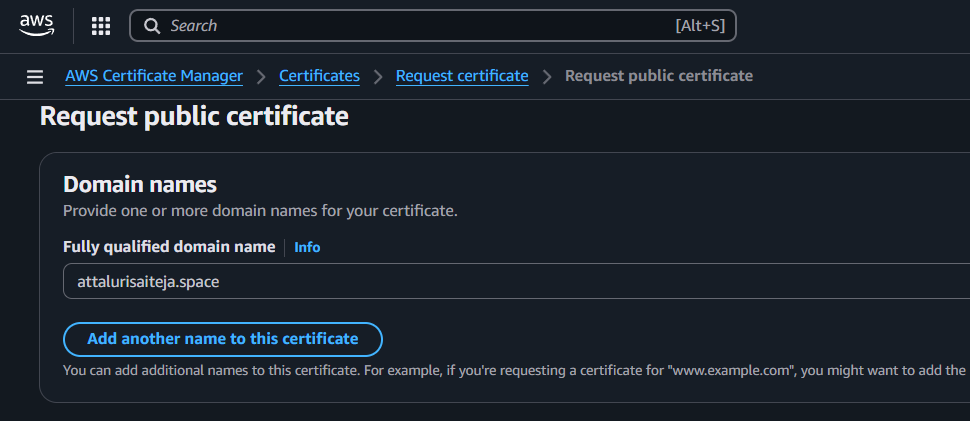 aws
Search [Alt+S]
AWS Certificate Manager > Certificates > Request certificate > Request public certificate
Request public certificate
Domain names
Provide one or more domain names for your certificate.
Fully qualified domain name Info
attalurisaiteja.space
Add another name to this certificate
You can add additional names to this certificate. For example, if you're requesting a certificate for "www.example.com", you might want to add the